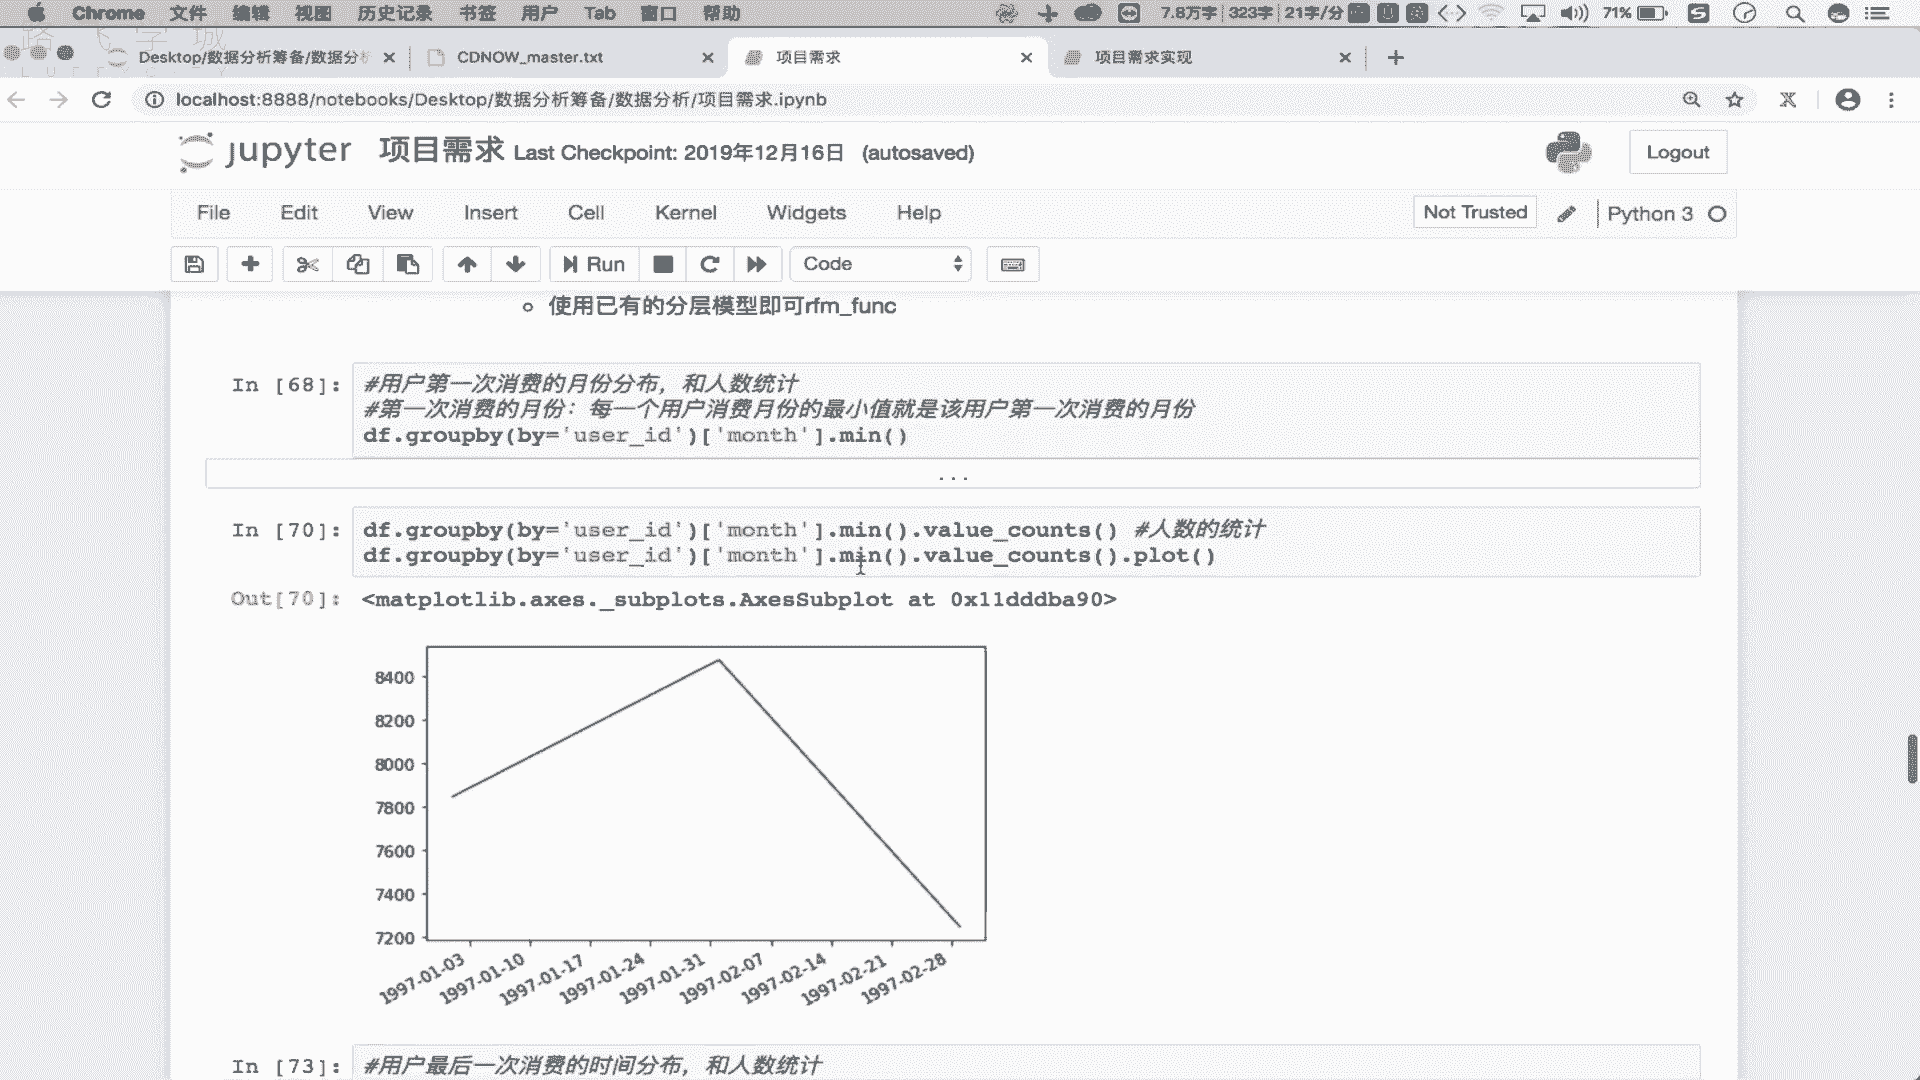 Chrome 文件 编辑 视图 历史记录 书签 用户 Tab 窗口 帮助 7.8万字 323字 21字/分 71%
Desktop/数据分析筹备/数据分析 CDNOW_master.txt 项目需求 项目需求实现
localhost:8888/notebooks/Desktop/数据分析筹备/数据分析/项目需求.ipynb
jupyter 项目需求 Last Checkpoint: 2019年12月16日 (autosaved) Logout
File Edit View Insert Cell Kernel Widgets Help Not Trusted Python 3
Run Code
使用已有的分层模型即可rfm_func
In [68]: #用户第一次消费的月份分布，和人数统计
#第一次消费的月份：每一个用户消费月份的最小值就是该用户第一次消费的月份
df.groupby(by='user_id')['month'].min()
...
In [70]: df.groupby(by='user_id')['month'].min().value_counts() #人数的统计
df.groupby(by='user_id')['month'].min().value_counts().plot()
Out[70]: <matplotlib.axes._subplots.AxesSubplot at 0x11dddba90>
8400
8200
8000
7800
7600
7400
7200
1997-01-03 1997-01-10 1997-01-17 1997-01-24 1997-01-31 1997-02-07 1997-02-14 1997-02-21 1997-02-28
In [73]: #用户最后一次消费的时间分布，和人数统计